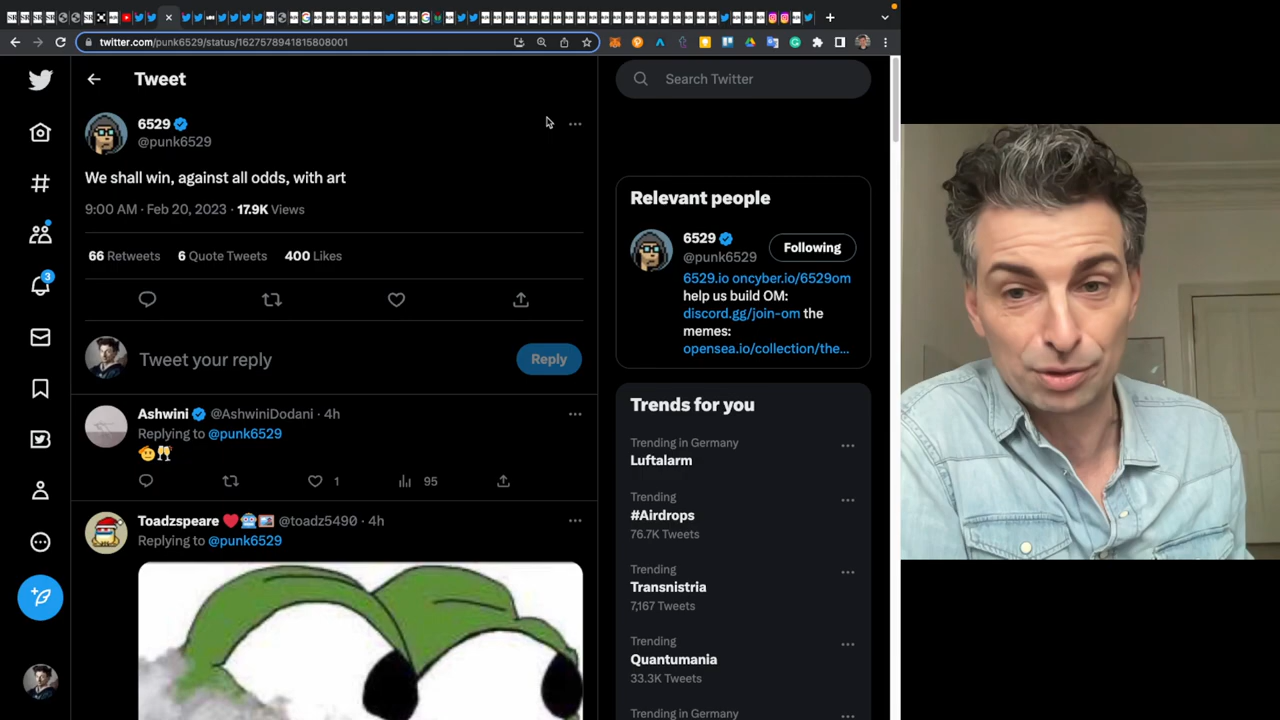 twitter.com/punk6529/status/1627578941815808001
Tweet
Search Twitter
6529
@punk6529
We shall win, against all odds, with art
9:00 AM · Feb 20, 2023 · 17.9K Views
66 Retweets 6 Quote Tweets 400 Likes
Tweet your reply
Reply
Ashwini @AshwiniDodani · 4h
Replying to @punk6529
1 95
Toadzspeare @toadz5490 · 4h
Replying to @punk6529
3
Relevant people
6529
@punk6529
Following
6529.io oncyber.io/6529om
help us build OM:
discord.gg/join-om the
memes:
opensea.io/collection/the...
Trends for you
Trending in Germany
Luftalarm
Trending
#Airdrops
76.7K Tweets
Trending
Transnistria
7,167 Tweets
Trending
Quantumania
33.3K Tweets
Trending in Germany